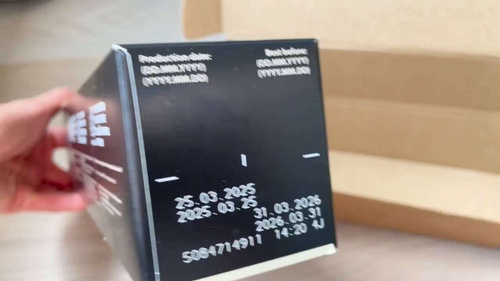 Production date:
(DD.MM.YYYY)
(YYYY.MM.DD)
Best before:
(DD.MM.YYYY)
(YYYY.MM.DD)
25.03.2025
2025.03.25
31.03.2026
2026.03.31
5084714911 14:20 4J